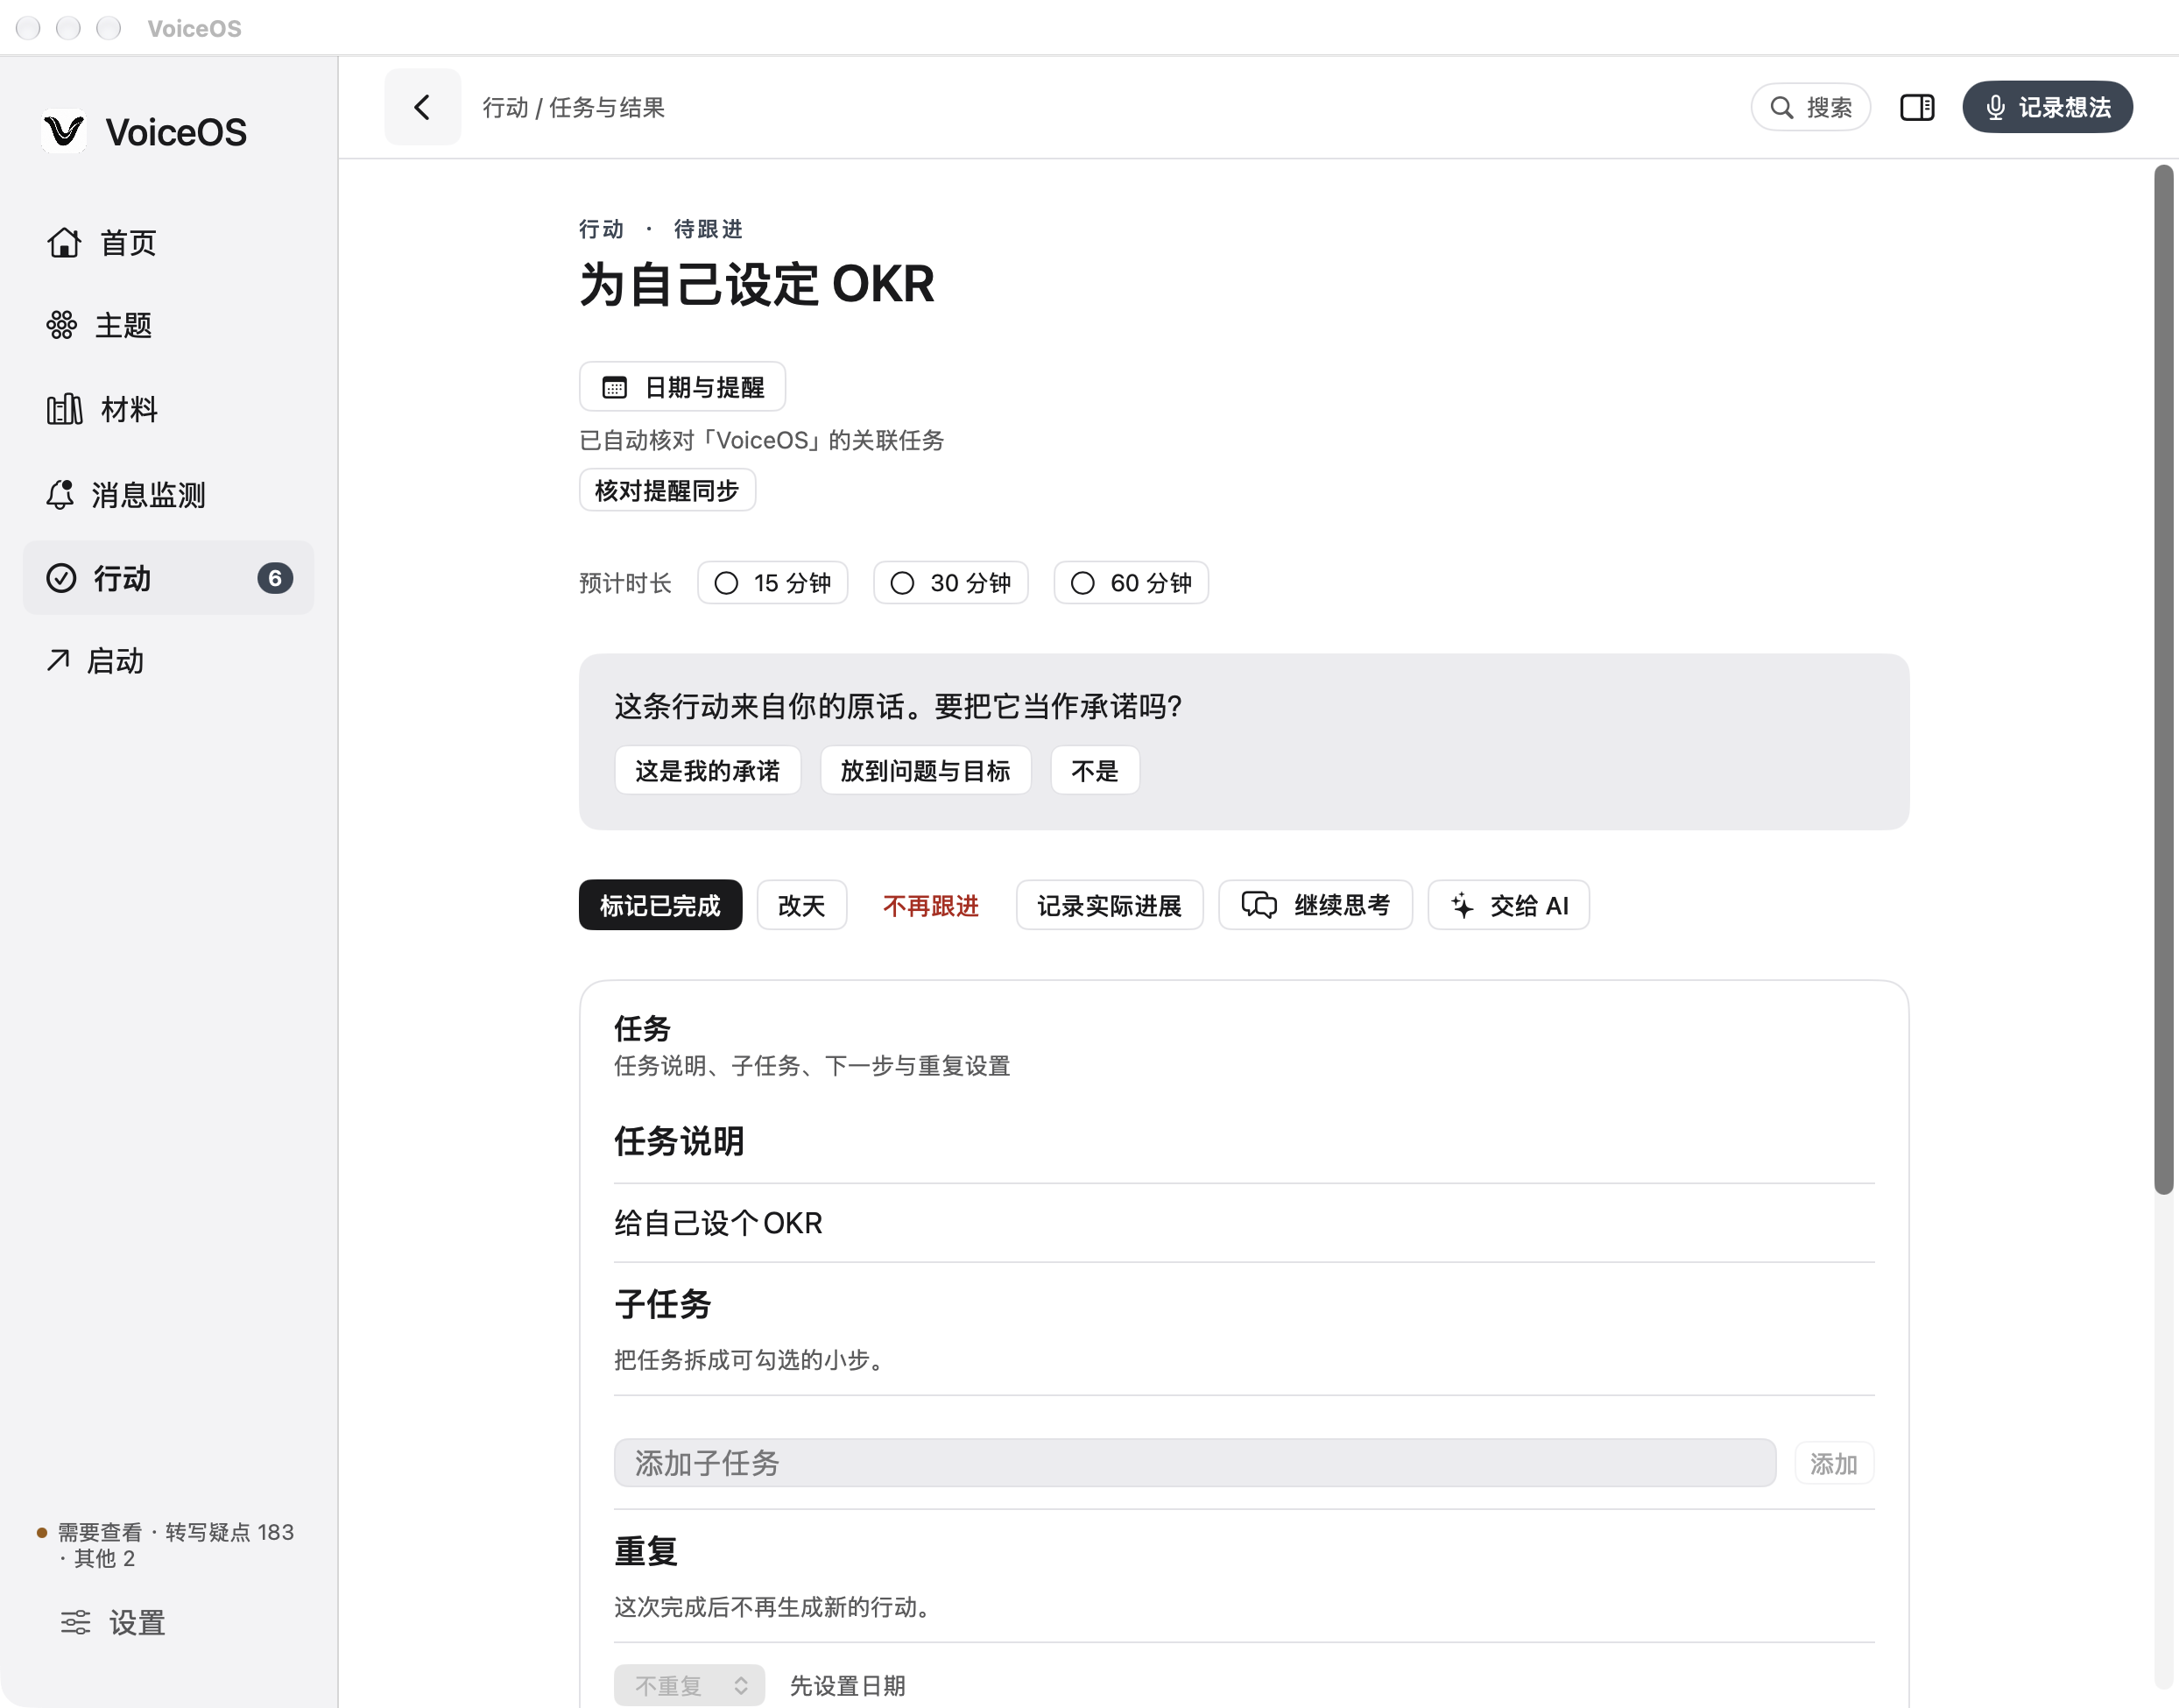 VoiceOS
VoiceOS
首页
主题
材料
消息监测
行动 6
启动
需要查看 · 转写疑点 183
· 其他 2
设置
行动 / 任务与结果
搜索
记录想法
行动 · 待跟进
为自己设定 OKR
日期与提醒
已自动核对「VoiceOS」的关联任务
核对提醒同步
预计时长 15 分钟 30 分钟 60 分钟
这条行动来自你的原话。要把它当作承诺吗?
这是我的承诺 放到问题与目标 不是
标记已完成 改天 不再跟进 记录实际进展 继续思考 交给 AI
任务
任务说明、子任务、下一步与重复设置
任务说明
给自己设个OKR
子任务
把任务拆成可勾选的小步。
添加子任务 添加
重复
这次完成后不再生成新的行动。
不重复 先设置日期